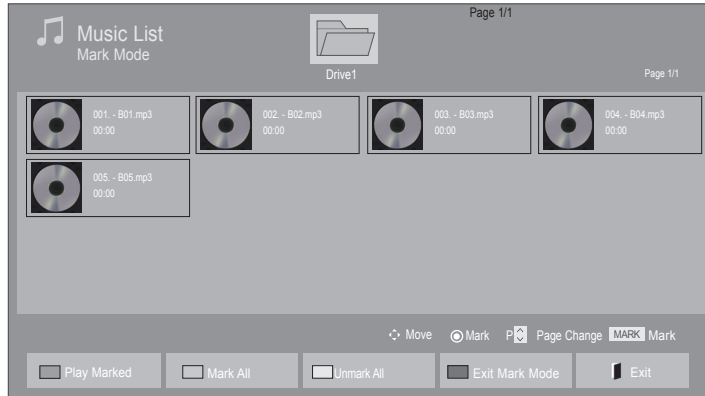 Page 1/1
Music List
Mark Mode
Drive1
Page 1/1
001. - B01.mp3
00:00
002. - B02.mp3
00:00
003. - B03.mp3
00:00
004. - B04.mp3
00:00
005. - B05.mp3
00:00
Move Mark P Page Change MARK Mark
Play Marked Mark All Unmark All Exit Mark Mode Exit